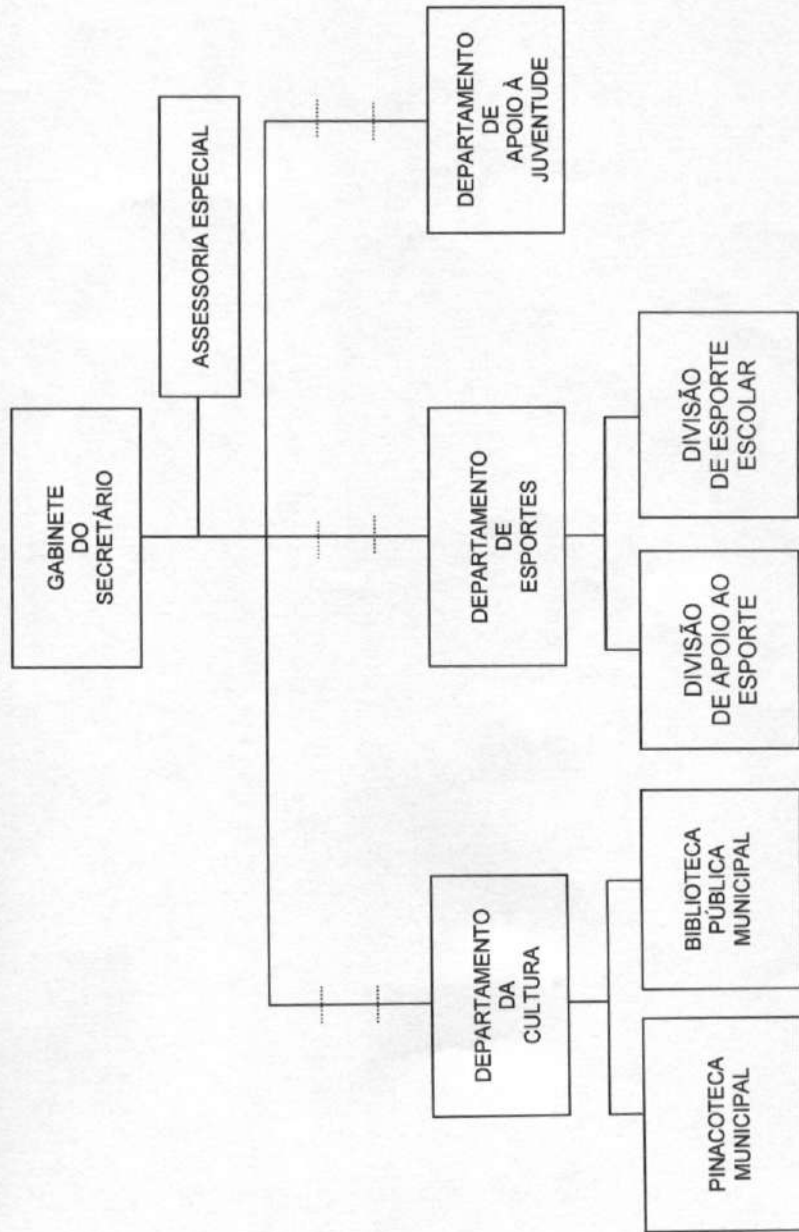 GABINETE
DO
SECRETÁRIO
ASSESSORIA ESPECIAL
DEPARTAMENTO
DA
CULTURA
DEPARTAMENTO
DE
ESPORTES
DEPARTAMENTO
DE
APOIO À
JUVENTUDE
PINACOTECA
MUNICIPAL
BIBLIOTECA
PÚBLICA
MUNICIPAL
DIVISÃO
DE APOIO AO
ESPORTE
DIVISÃO
DE ESPORTE
ESCOLAR